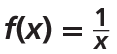 f(x) = 1/x